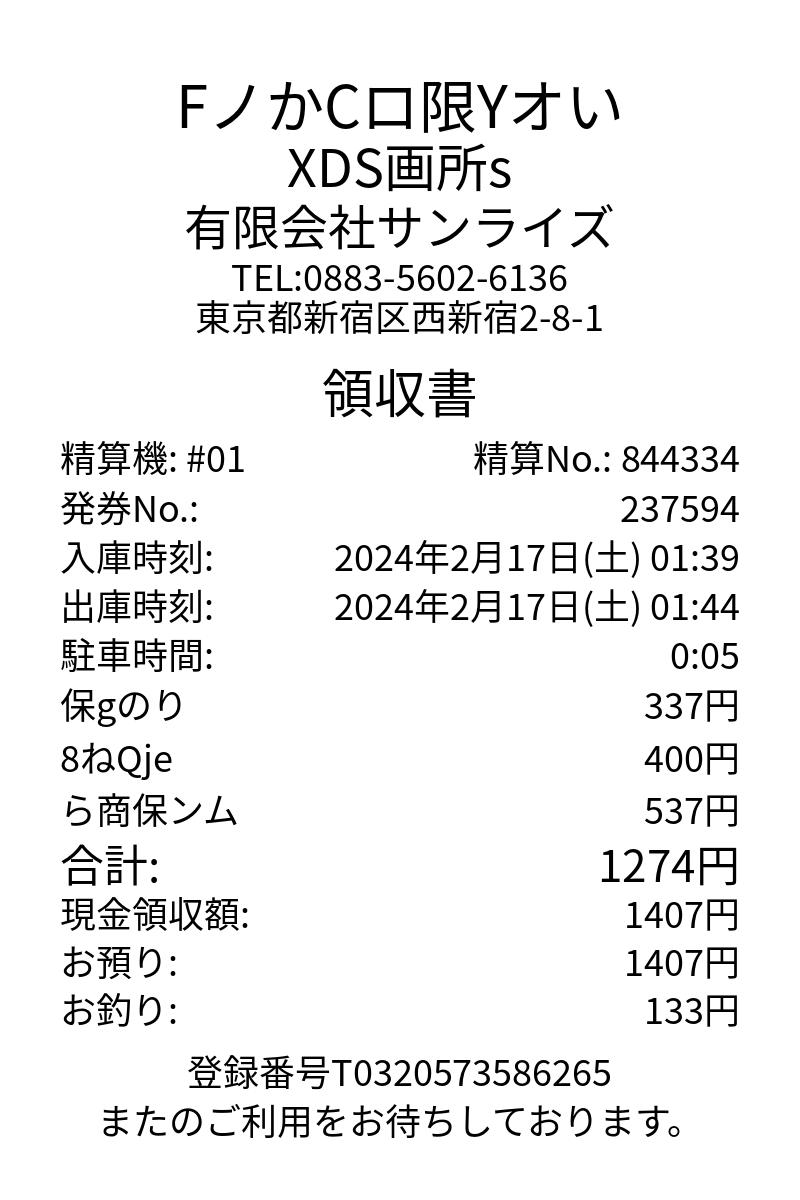 FノかCロ限Yオい
XDS画所s
有限会社サンライズ
TEL:0883-5602-6136
東京都新宿区西新宿2-8-1
領収書
精算機: #01 精算No.: 844334
発券No.: 237594
入庫時刻: 2024年2月17日(土) 01:39
出庫時刻: 2024年2月17日(土) 01:44
駐車時間: 0:05
保gのり 337円
8ねQje 400円
ら商保ンム 537円
合計: 1274円
現金領収額: 1407円
お預り: 1407円
お釣り: 133円
登録番号T0320573586265
またのご利用をお待ちしております。